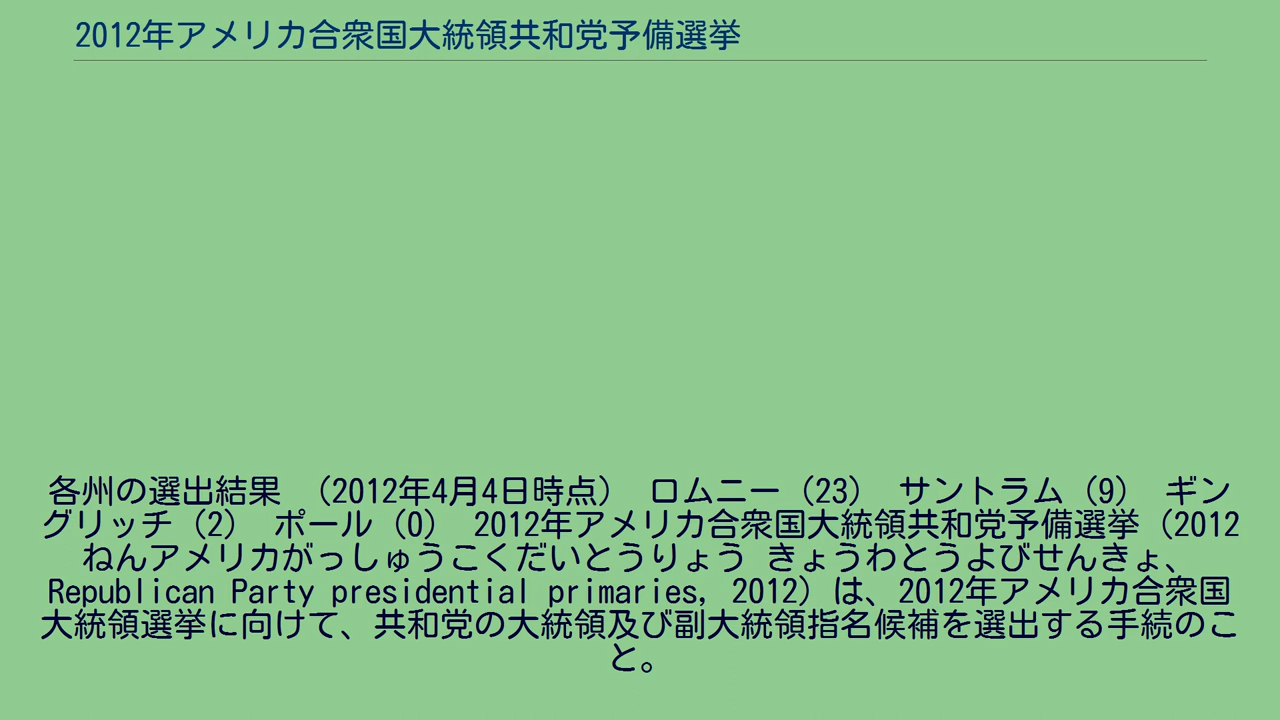 2012年アメリカ合衆国大統領共和党予備選挙
各州の選出結果 （2012年4月4日時点） ロムニー（23） サントラム（9） ギン
グリッチ（2） ポール（0） 2012年アメリカ合衆国大統領共和党予備選挙（2012
ねんアメリカがっしゅうこくだいとうりょう きょうわとうよびせんきょ、
Republican Party presidential primaries, 2012）は、2012年アメリカ合衆国
大統領選挙に向けて、共和党の大統領及び副大統領指名候補を選出する手続のこ
と。